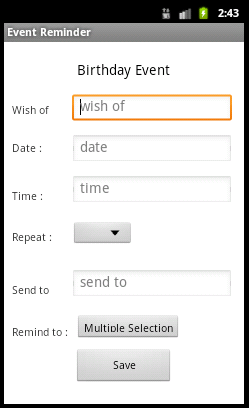 2:43
Event Reminder
Birthday Event
Wish of wish of
Date : date
Time : time
Repeat :
Send to send to
Remind to : Multiple Selection
Save